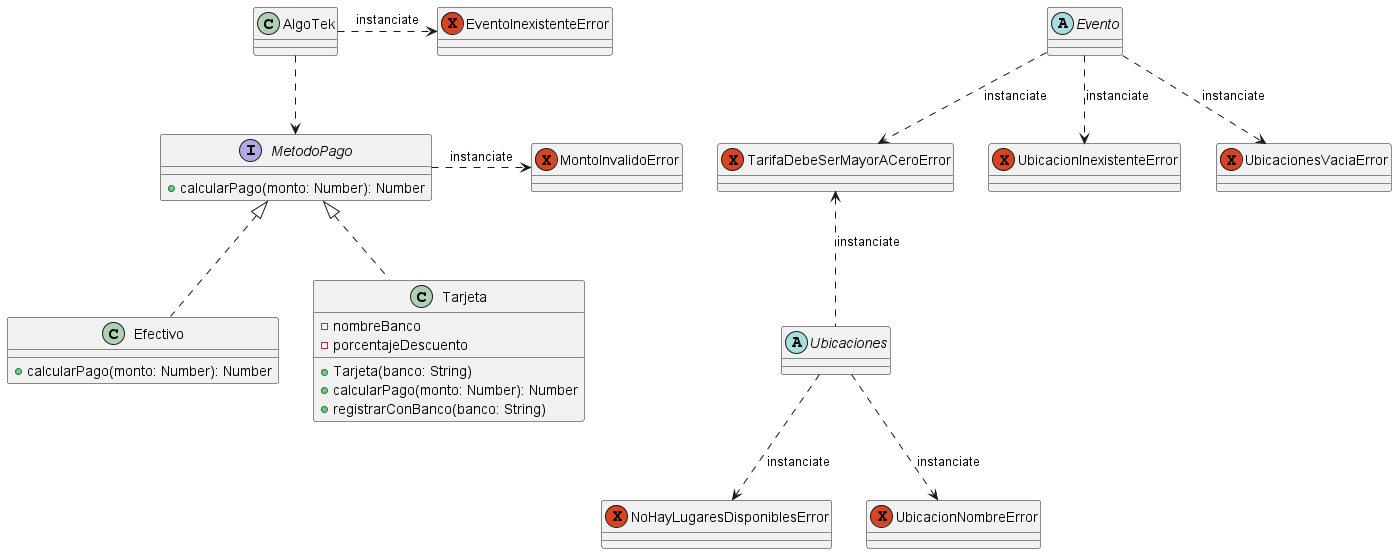 C AlgoTek
instanciate
X EventoInexistenteError
A Evento
instanciate
instanciate
instanciate
I MetodoPago
+ calcularPago(monto: Number): Number
instanciate
X MontoInvalidoError
X TarifaDebeSerMayorACeroError
X UbicacionInexistenteError
X UbicacionesVaciaError
instanciate
C Efectivo
calcularPago(monto: Number): Number
C Tarjeta
nombreBanco
porcentajeDescuento
Tarjeta(banco: String)
calcularPago(monto: Number): Number
registrarConBanco(banco: String)
A Ubicaciones
instanciate
instanciate
X NoHayLugaresDisponiblesError
X UbicacionNombreError